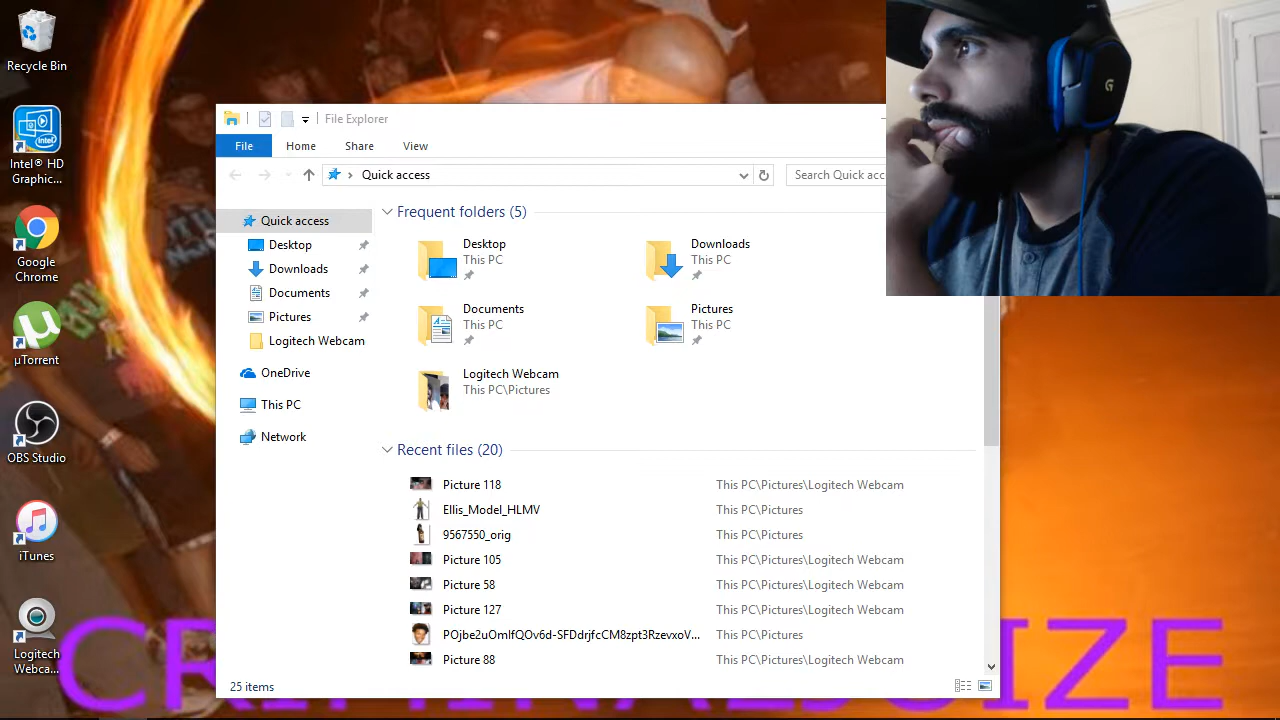 Recycle Bin
Intel® HD
Graphic...
Google
Chrome
µTorrent
OBS Studio
iTunes
Logitech
Webca...
File Explorer
File
Home
Share
View
Quick access
Search Quick acc
Quick access
Desktop
Downloads
Documents
Pictures
Logitech Webcam
OneDrive
This PC
Network
Frequent folders (5)
Desktop
This PC
Downloads
This PC
Documents
This PC
Pictures
This PC
Logitech Webcam
This PC\Pictures
Recent files (20)
Picture 118 This PC\Pictures\Logitech Webcam
Ellis_Model_HLMV This PC\Pictures
9567550_orig This PC\Pictures
Picture 105 This PC\Pictures\Logitech Webcam
Picture 58 This PC\Pictures\Logitech Webcam
Picture 127 This PC\Pictures\Logitech Webcam
This PC\Pictures
Picture 88 This PC\Pictures\Logitech Webcam
25 items